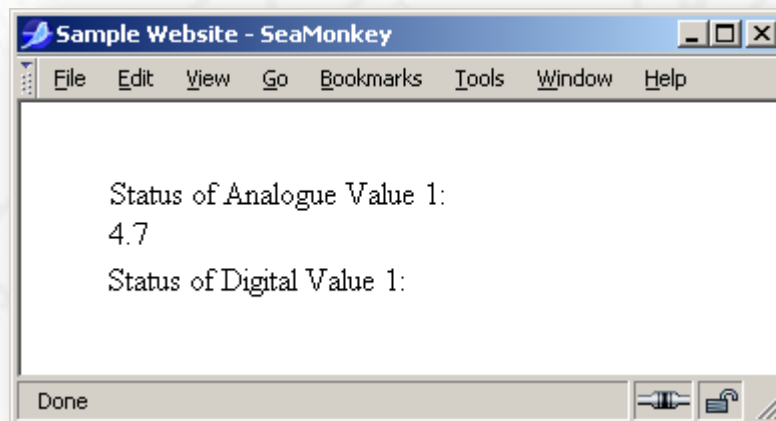 Sample Website - SeaMonkey
File Edit View Go Bookmarks Tools Window Help
Status of Analogue Value 1:
4.7
Status of Digital Value 1:
Done